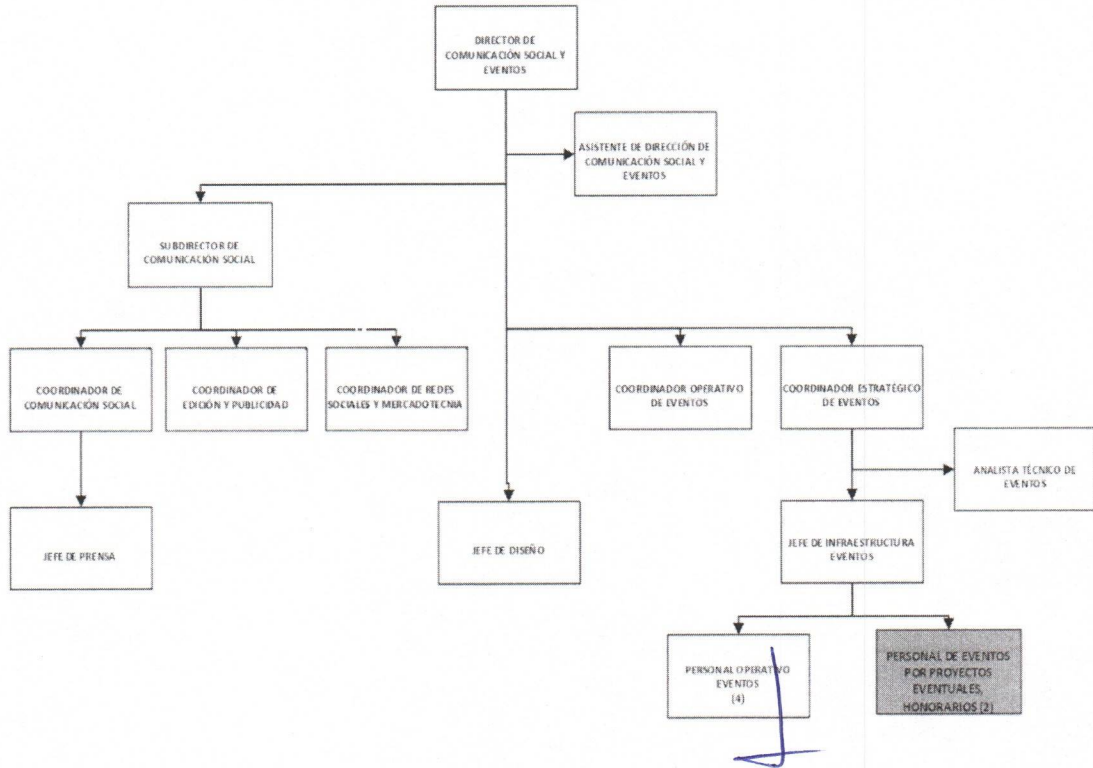 DIRECTOR DE
COMUNICACIÓN SOCIAL Y
EVENTOS
ASISTENTE DE DIRECCIÓN DE
COMUNICACIÓN SOCIAL Y
EVENTOS
SUBDIRECTOR DE
COMUNICACIÓN SOCIAL
COORDINADOR DE
COMUNICACIÓN SOCIAL
COORDINADOR DE
EDICIÓN Y PUBLICIDAD
COORDINADOR DE REDES
SOCIALES Y MERCADOTECNIA
COORDINADOR OPERATIVO
DE EVENTOS
COORDINADOR ESTRATÉGICO
DE EVENTOS
ANALISTA TÉCNICO DE
EVENTOS
JEFE DE PRENSA
JEFE DE DISEÑO
JEFE DE INFRAESTRUCTURA
EVENTOS
PERSONAL OPERATIVO
EVENTOS
(4)
PERSONAL DE EVENTOS
POR PROYECTOS
EVENTUALES,
HONORARIOS (2)